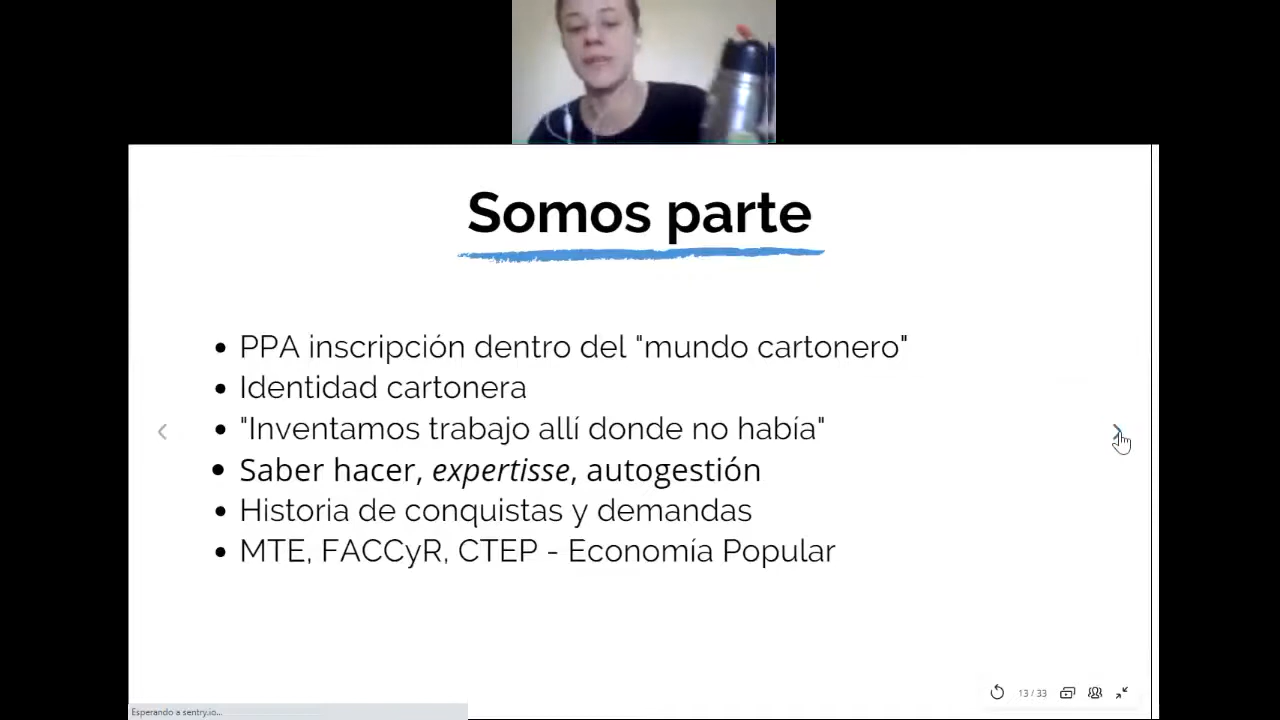 Somos parte
• PPA inscripción dentro del "mundo cartonero"
• Identidad cartonera
• "Inventamos trabajo allí donde no había"
• Saber hacer, expertisse, autogestión
• Historia de conquistas y demandas
• MTE, FACCyR, CTEP - Economía Popular
13 / 33
Esperando a sentry.io...